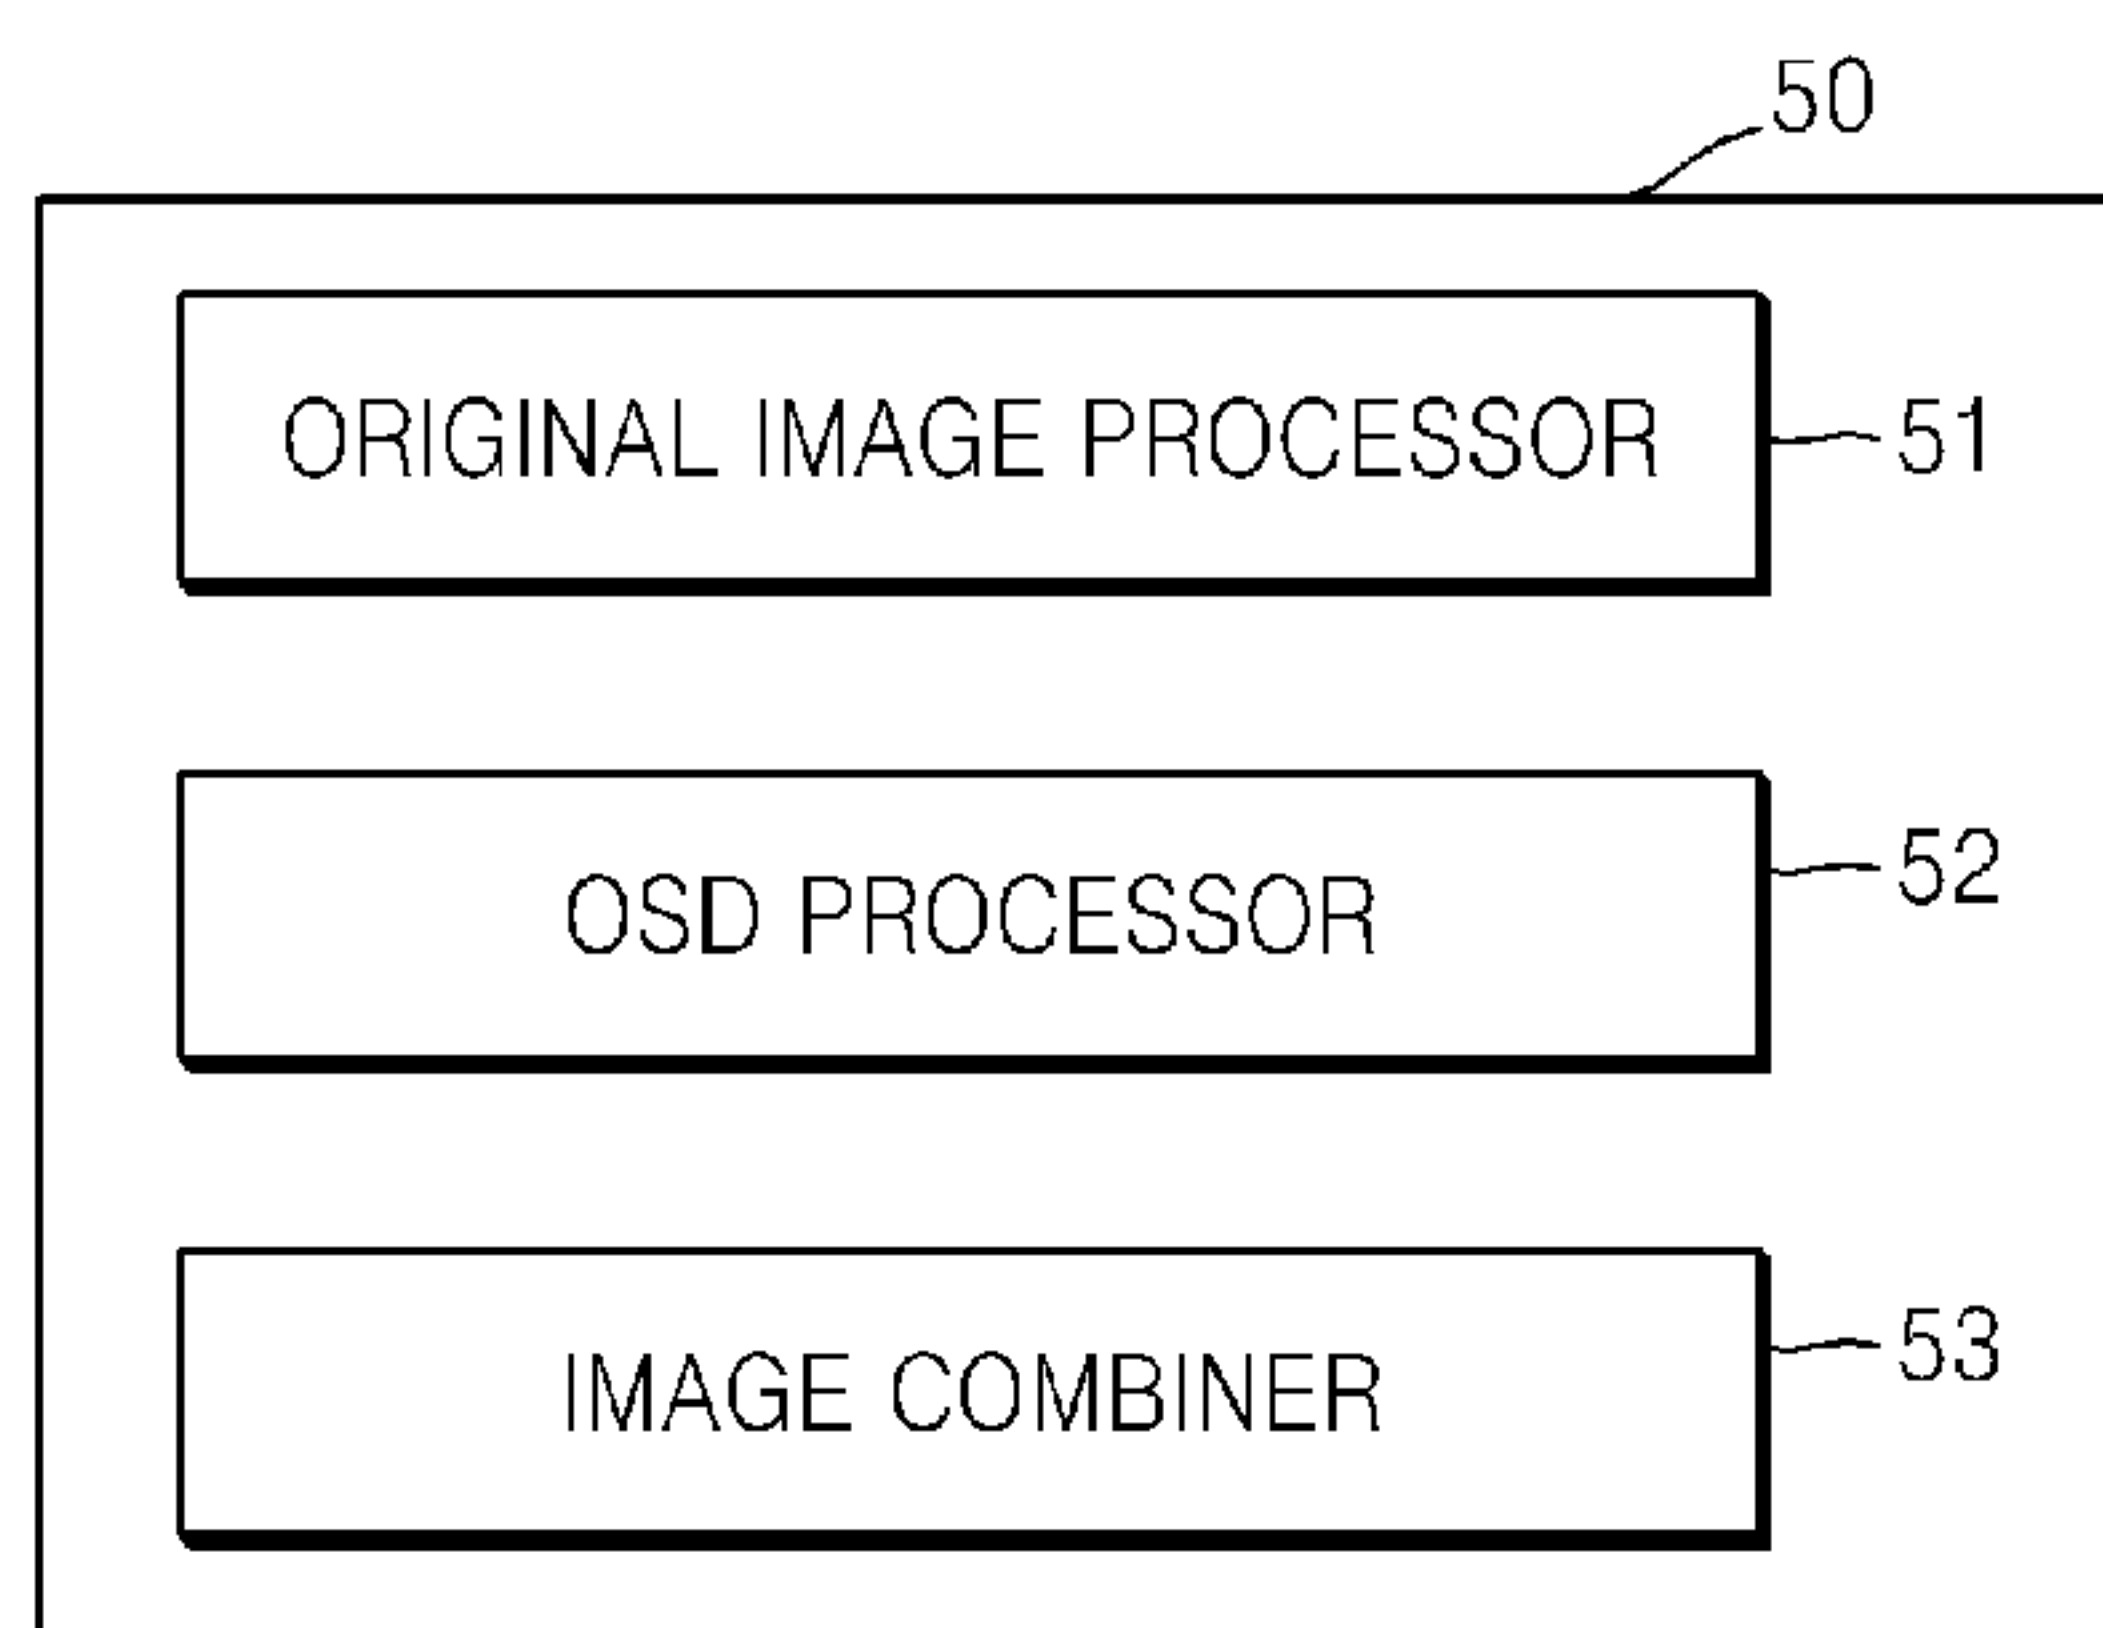 50
ORIGINAL IMAGE PROCESSOR
51
OSD PROCESSOR
52
IMAGE COMBINER
53